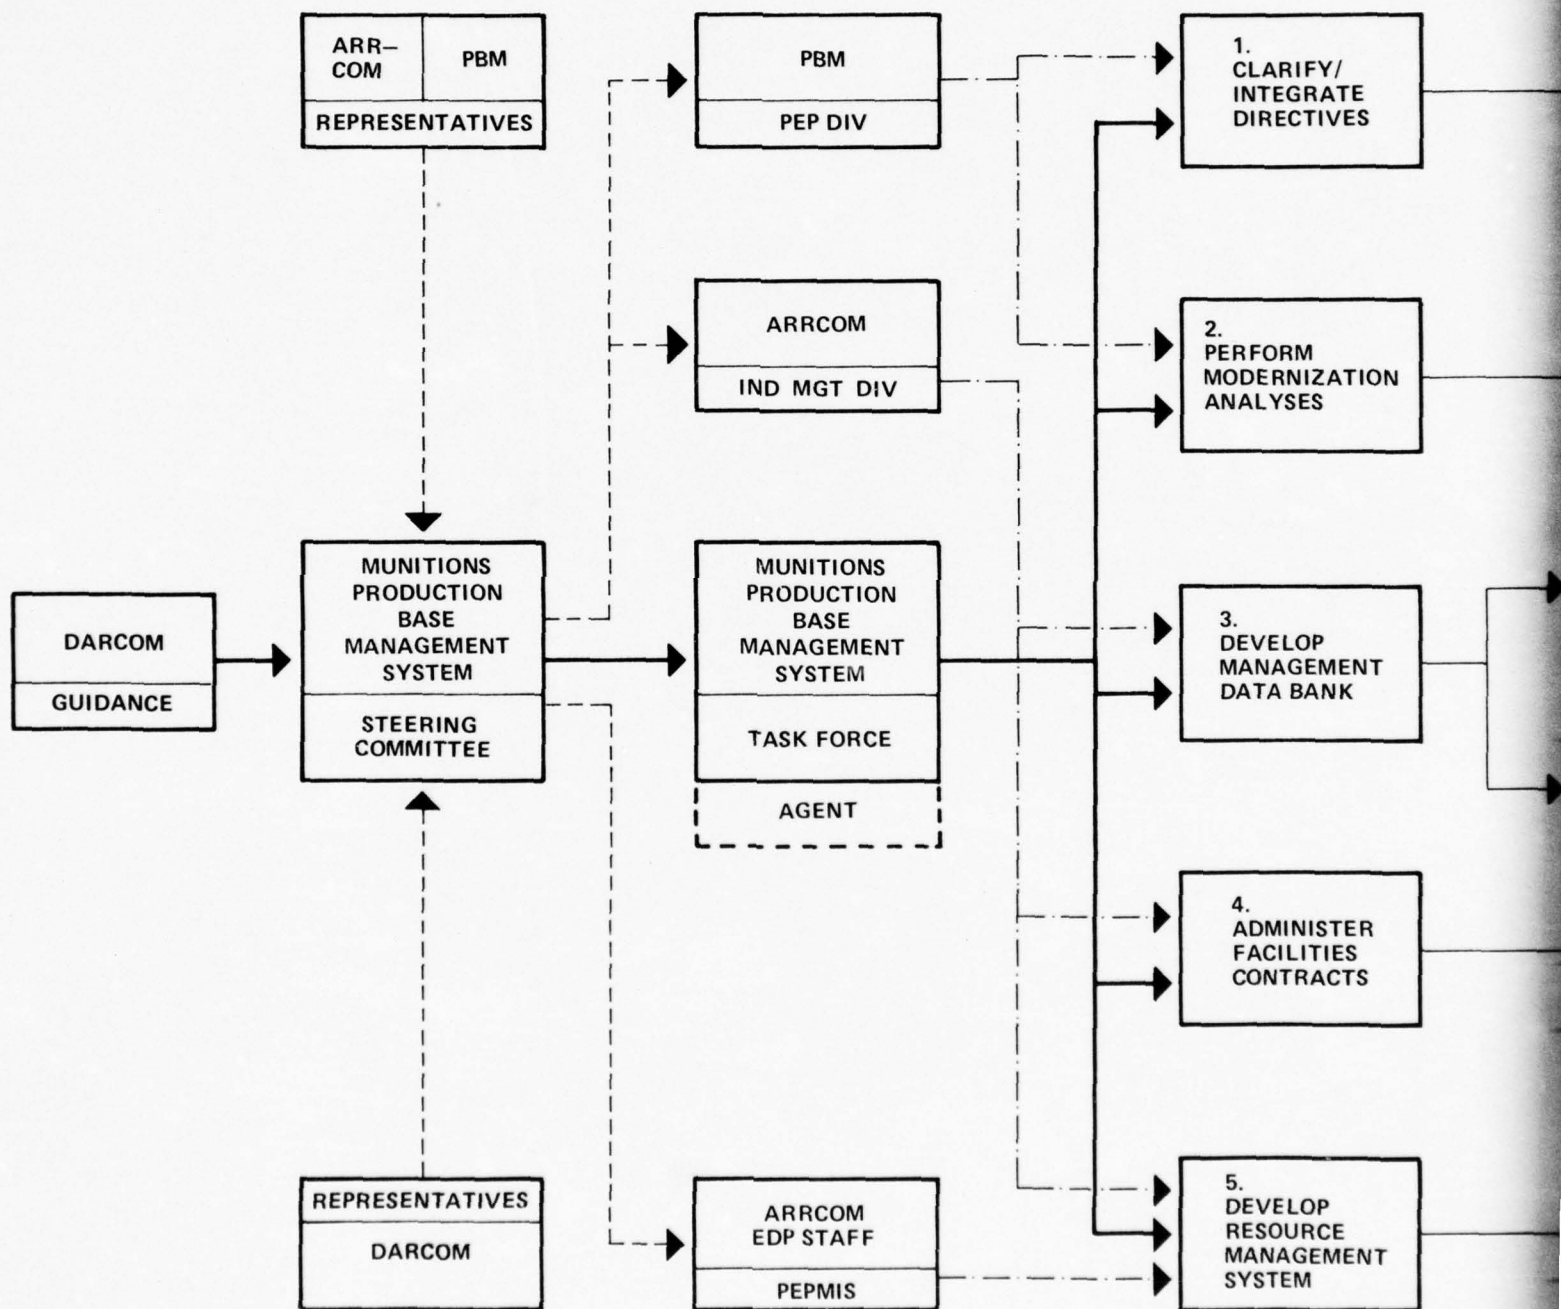 ARR–
COM
PBM
REPRESENTATIVES
PBM
PEP DIV
1.
CLARIFY/
INTEGRATE
DIRECTIVES
ARRCOM
IND MGT DIV
2.
PERFORM
MODERNIZATION
ANALYSES
DARCOM
GUIDANCE
MUNITIONS
PRODUCTION
BASE
MANAGEMENT
SYSTEM
STEERING
COMMITTEE
MUNITIONS
PRODUCTION
BASE
MANAGEMENT
SYSTEM
TASK FORCE
AGENT
3.
DEVELOP
MANAGEMENT
DATA BANK
4.
ADMINISTER
FACILITIES
CONTRACTS
REPRESENTATIVES
DARCOM
ARRCOM
EDP STAFF
PEPMIS
5.
DEVELOP
RESOURCE
MANAGEMENT
SYSTEM